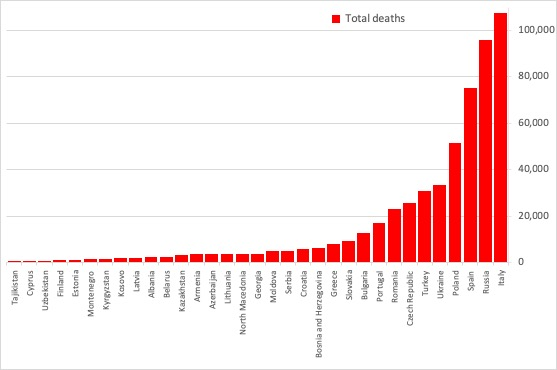 Total deaths
100,000
80,000
60,000
40,000
20,000
0
Tajikistan
Cyprus
Uzbekistan
Finland
Estonia
Montenegro
Kyrgyzstan
Kosovo
Latvia
Albania
Belarus
Kazakhstan
Armenia
Azerbaijan
Lithuania
North Macedonia
Georgia
Moldova
Serbia
Croatia
Bosnia and Herzegovina
Greece
Slovakia
Bulgaria
Portugal
Romania
Czech Republic
Turkey
Ukraine
Poland
Spain
Russia
Italy